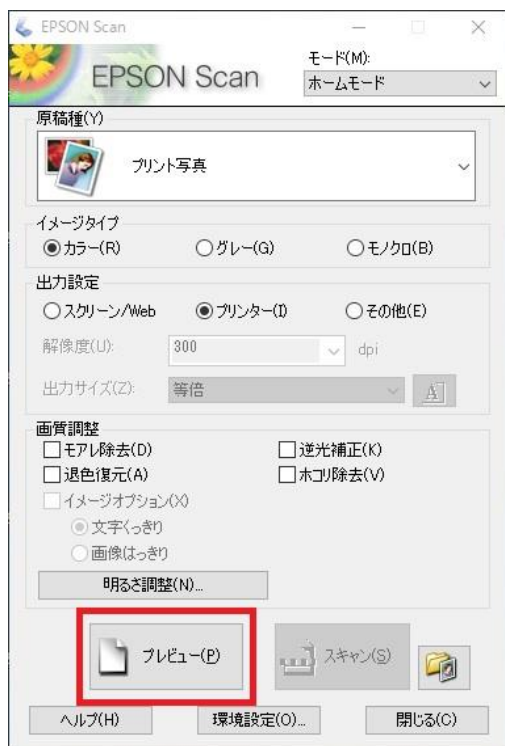 EPSON Scan
EPSON Scan
モード(M):
ホームモード
原稿種(Y)
プリント写真
イメージタイプ
カラー(R) グレー(G) モノクロ(B)
出力設定
スクリーン/Web プリンター(I) その他(E)
解像度(U): 300 dpi
出力サイズ(Z): 等倍 A
画質調整
モアレ除去(D) 逆光補正(K)
退色復元(A) ホコリ除去(V)
イメージオプション(X)
文字くっきり
画像はっきり
明るさ調整(N)...
プレビュー(P) スキャン(S)
ヘルプ(H) 環境設定(O)... 閉じる(C)